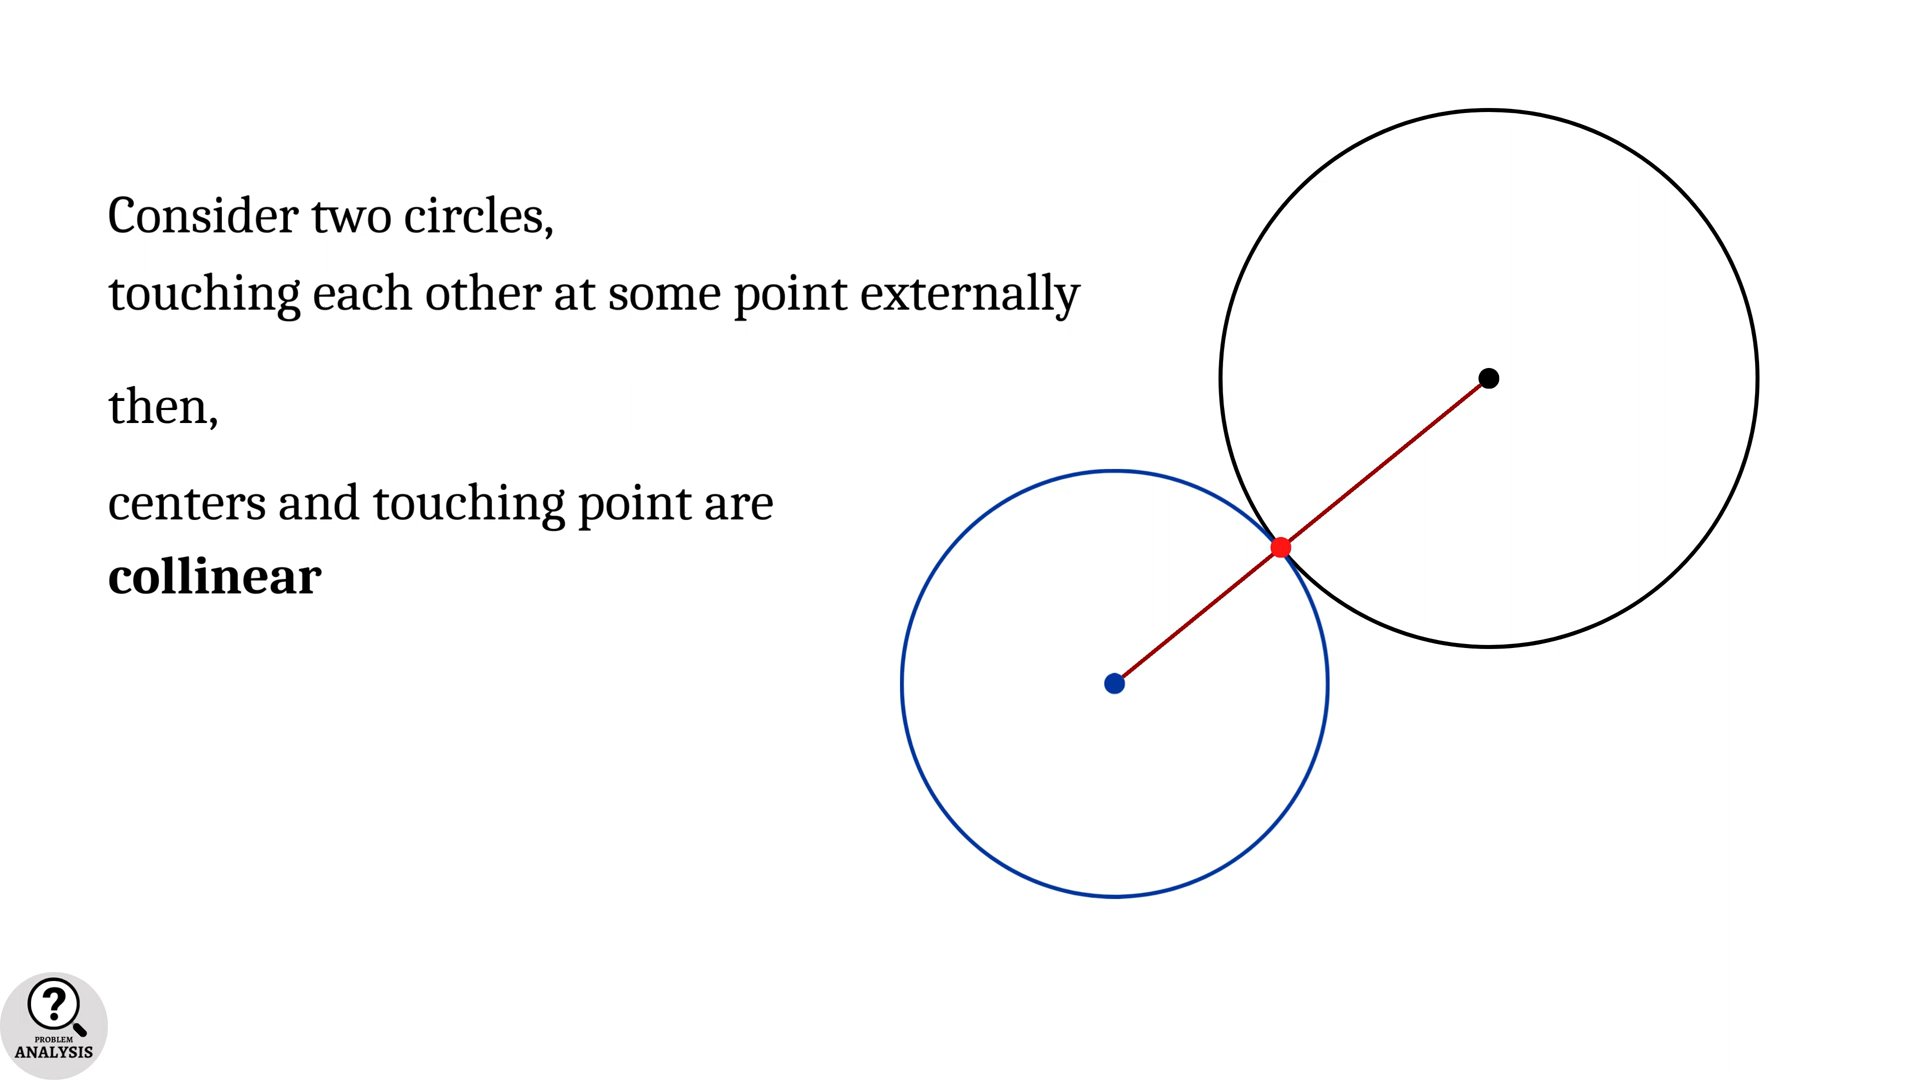 Consider two circles,
touching each other at some point externally
then,
centers and touching point are
collinear
?
PROBLEM
ANALYSIS